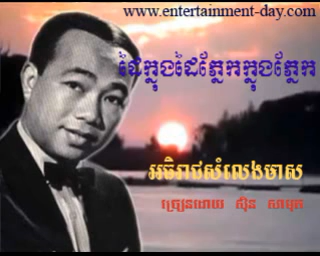 www.entertainment-day.com
ដៃក្នុងដៃភ្នែកក្នុងភ្នែក
អធិរាជសំលេងមាស
ច្រៀងដោយ ស៊ីន សាមុត